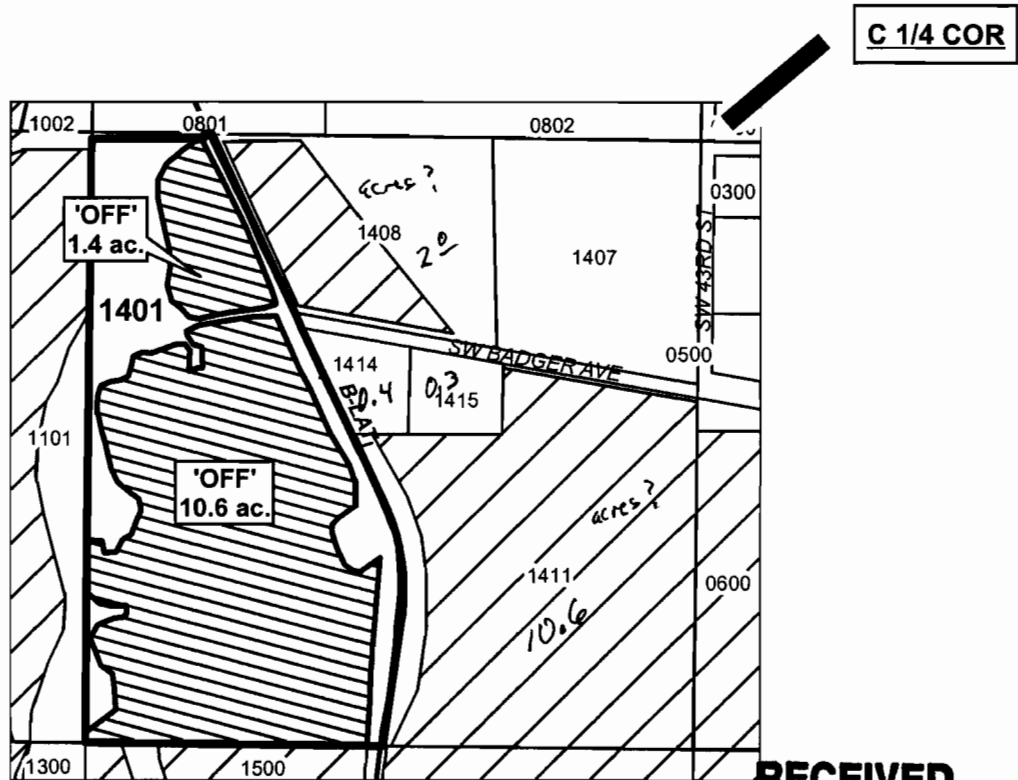 C 1/4 COR
1002
0801
0802
0300
'OFF'
1.4 ac.
acres?
1408
2.0
1407
SW 43RD ST
1401
SW BADGER AVE
0500
1414
0.4
B-LAT
0.3
1415
1101
'OFF'
10.6 ac.
acres?
1411
10.6
0600
1300
1500
RECEIVED